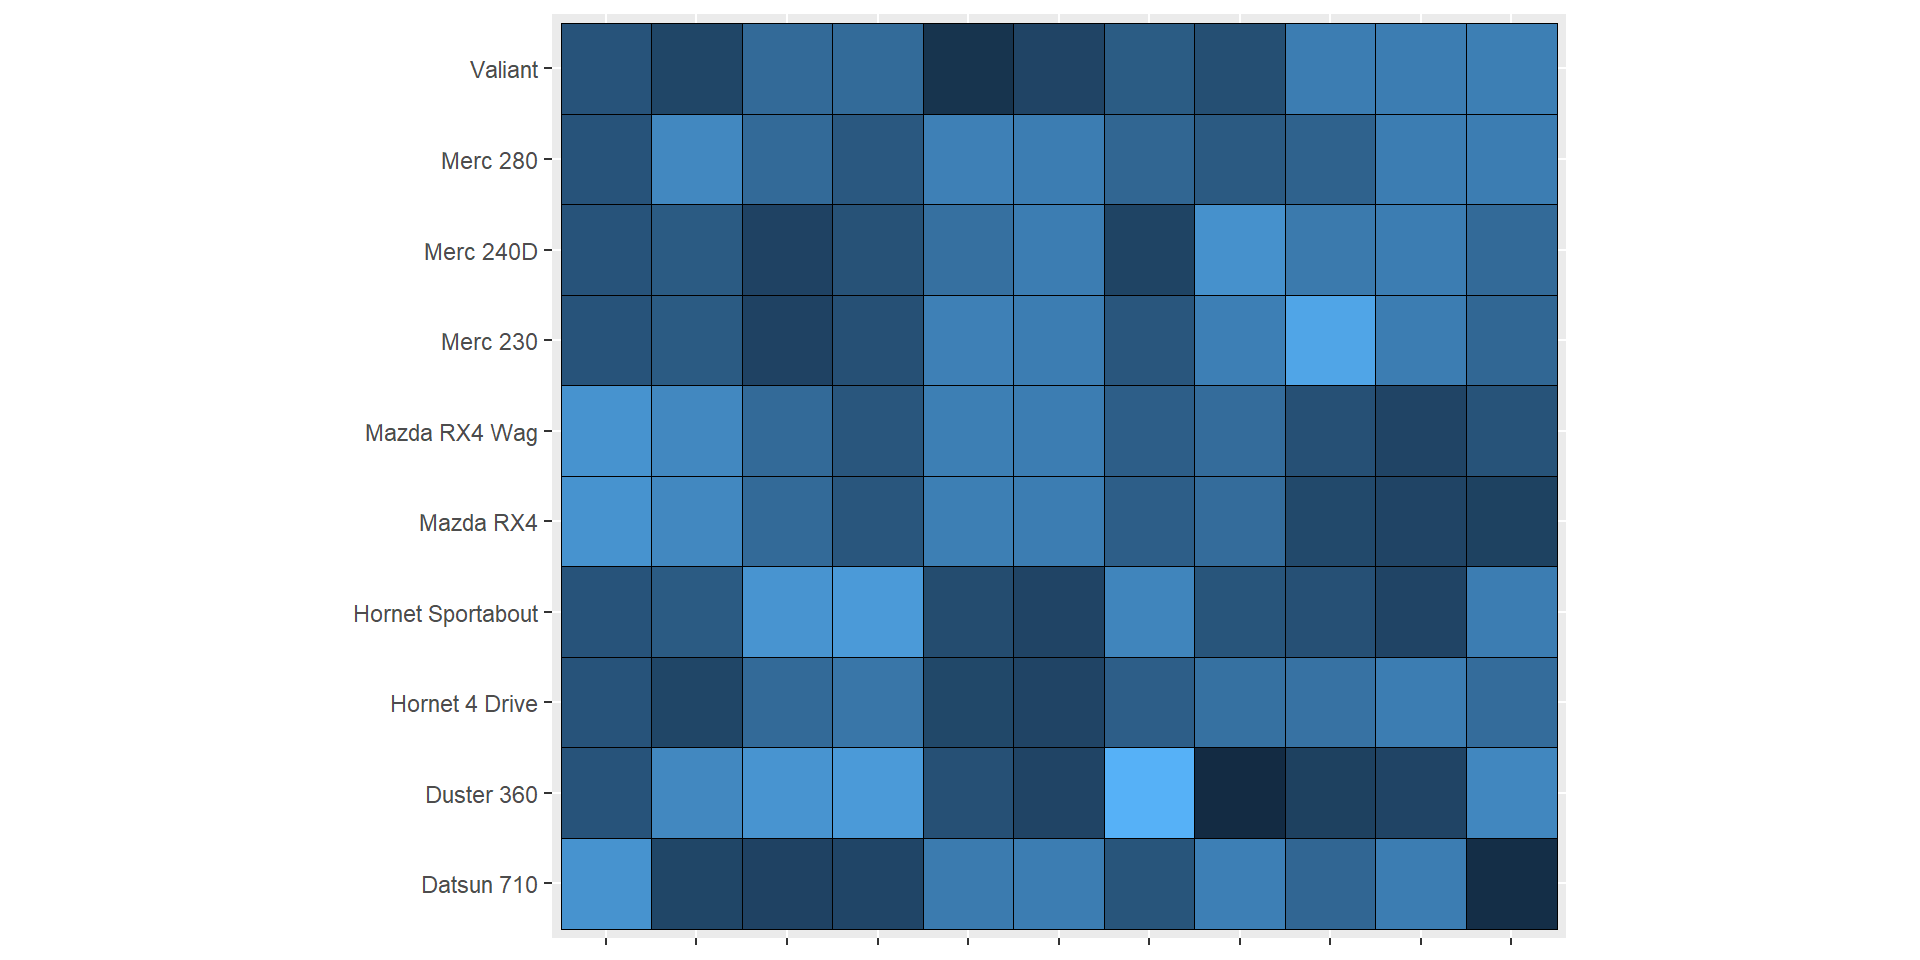 Valiant
Merc 280
Merc 240D
Merc 230
Mazda RX4 Wag
Mazda RX4
Hornet Sportabout
Hornet 4 Drive
Duster 360
Datsun 710